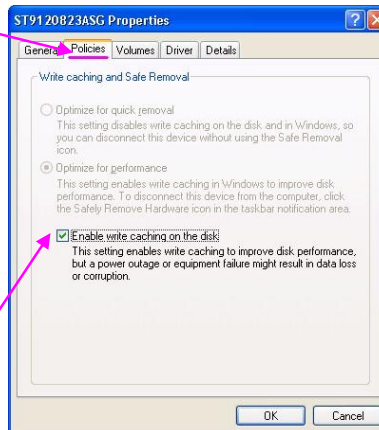 ST9120823ASG Properties
General Policies Volumes Driver Details
Write caching and Safe Removal
Optimize for quick removal
This setting disables write caching on the disk and in Windows, so
you can disconnect this device without using the Safe Removal
icon.
Optimize for performance
This setting enables write caching in Windows to improve disk
performance. To disconnect this device from the computer, click
the Safely Remove Hardware icon in the taskbar notification area.
Enable write caching on the disk
This setting enables write caching to improve disk performance,
but a power outage or equipment failure might result in data loss
or corruption.
OK Cancel